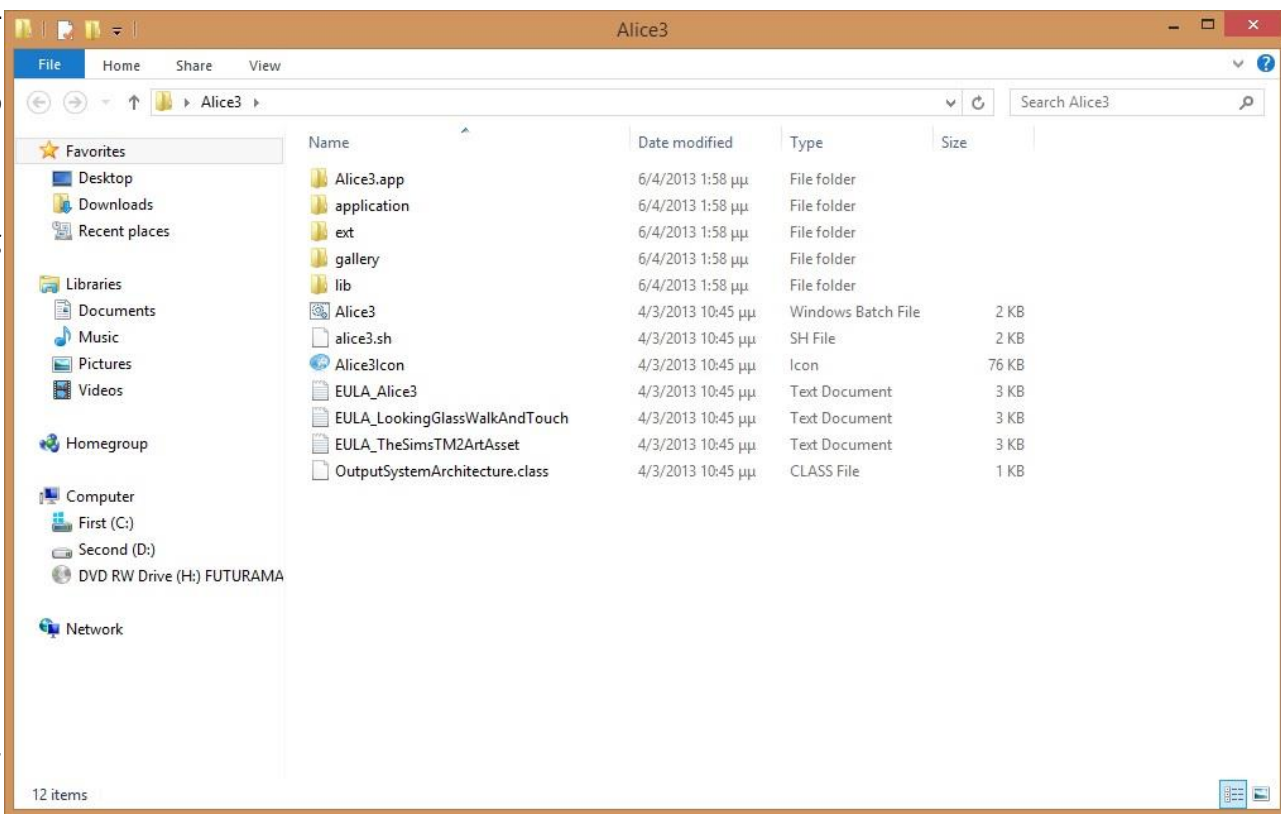 Alice3
File Home Share View
Alice3 Search Alice3
Favorites
Desktop
Downloads
Recent places
Libraries
Documents
Music
Pictures
Videos
Homegroup
Computer
First (C:)
Second (D:)
DVD RW Drive (H:) FUTURAMA
Network
Name Date modified Type Size
Alice3.app 6/4/2013 1:58 μμ File folder
application 6/4/2013 1:58 μμ File folder
ext 6/4/2013 1:58 μμ File folder
gallery 6/4/2013 1:58 μμ File folder
lib 6/4/2013 1:58 μμ File folder
Alice3 4/3/2013 10:45 μμ Windows Batch File 2 KB
alice3.sh 4/3/2013 10:45 μμ SH File 2 KB
Alice3Icon 4/3/2013 10:45 μμ Icon 76 KB
EULA_Alice3 4/3/2013 10:45 μμ Text Document 3 KB
EULA_LookingGlassWalkAndTouch 4/3/2013 10:45 μμ Text Document 3 KB
EULA_TheSimsTM2ArtAsset 4/3/2013 10:45 μμ Text Document 3 KB
OutputSystemArchitecture.class 4/3/2013 10:45 μμ CLASS File 1 KB
12 items